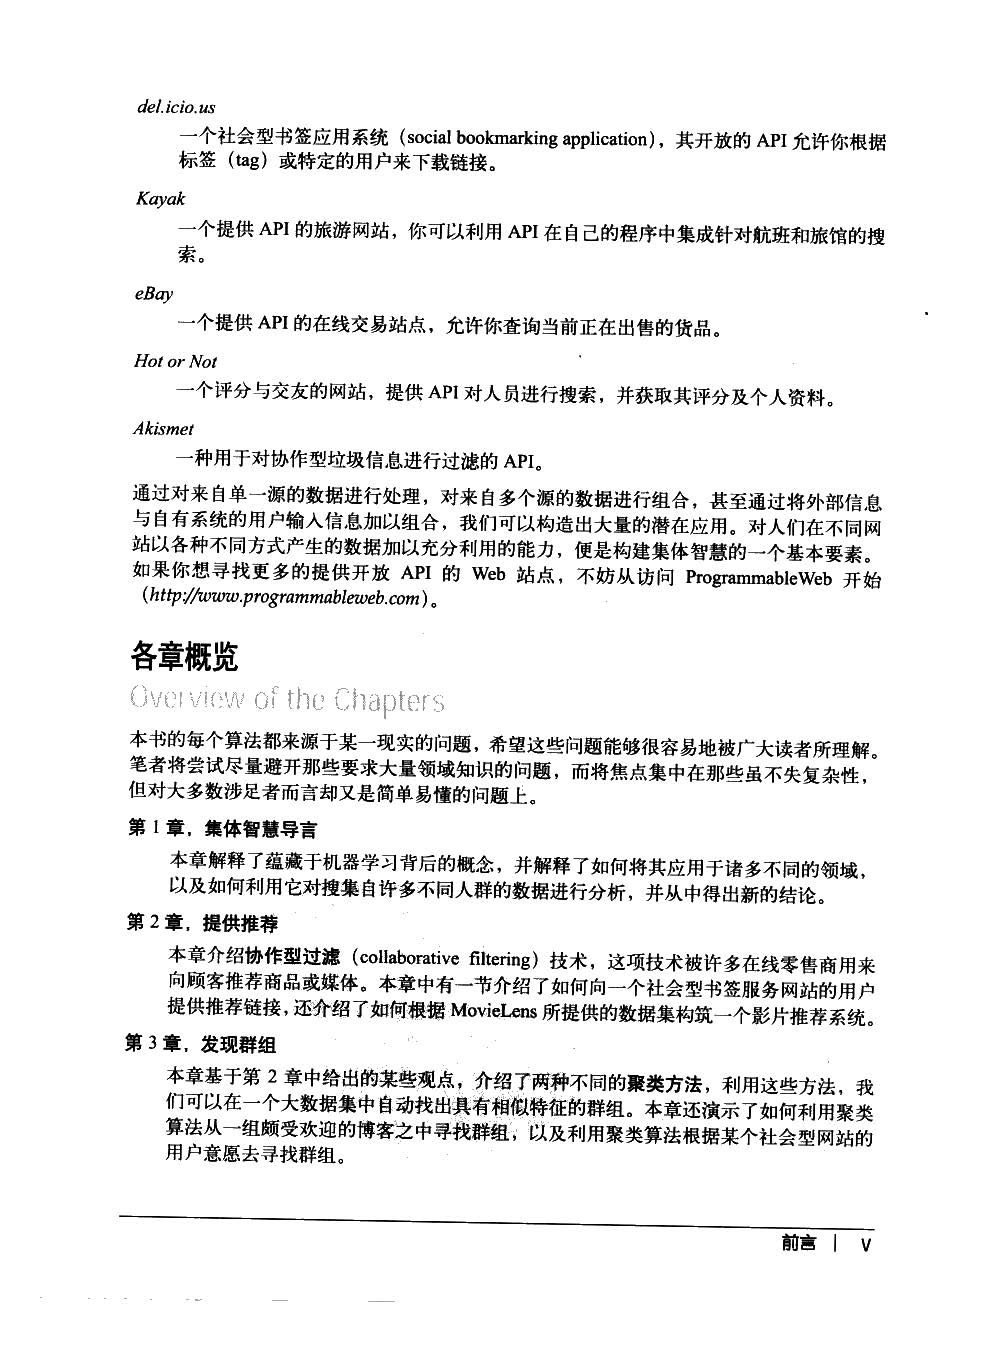 del.icio.us
一个社会型书签应用系统（social bookmarking application），其开放的 API 允许你根据
标签（tag）或特定的用户来下载链接。
Kayak
一个提供 API 的旅游网站，你可以利用 API 在自己的程序中集成针对航班和旅馆的搜
索。
eBay
一个提供 API 的在线交易站点，允许你查询当前正在出售的货品。
Hot or Not
一个评分与交友的网站，提供 API 对人员进行搜索，并获取其评分及个人资料。
Akismet
一种用于对协作型垃圾信息进行过滤的 API。
通过对来自单一源的数据进行处理，对来自多个源的数据进行组合，甚至通过将外部信息
与自有系统的用户输入信息加以组合，我们可以构造出大量的潜在应用。对人们在不同网
站以各种不同方式产生的数据加以充分利用的能力，便是构建集体智慧的一个基本要素。
如果你想寻找更多的提供开放 API 的 Web 站点，不妨从访问 ProgrammableWeb 开始
（http://www.programmableweb.com）。
各章概览
Overview of the Chapters
本书的每个算法都来源于某一现实的问题，希望这些问题能够很容易地被广大读者所理解。
笔者将尝试尽量避开那些要求大量领域知识的问题，而将焦点集中在那些虽不失复杂性，
但对大多数涉足者而言却又是简单易懂的问题上。
第 1 章，集体智慧导言
本章解释了蕴藏于机器学习背后的概念，并解释了如何将其应用于诸多不同的领域，
以及如何利用它对搜集自许多不同人群的数据进行分析，并从中得出新的结论。
第 2 章，提供推荐
本章介绍协作型过滤（collaborative filtering）技术，这项技术被许多在线零售商用来
向顾客推荐商品或媒体。本章中有一节介绍了如何向一个社会型书签服务网站的用户
提供推荐链接，还介绍了如何根据 MovieLens 所提供的数据集构筑一个影片推荐系统。
第 3 章，发现群组
本章基于第 2 章中给出的某些观点，介绍了两种不同的聚类方法，利用这些方法，我
们可以在一个大数据集中自动找出具有相似特征的群组。本章还演示了如何利用聚类
算法从一组颇受欢迎的博客之中寻找群组，以及利用聚类算法根据某个社会型网站的
用户意愿去寻找群组。
前言 | V